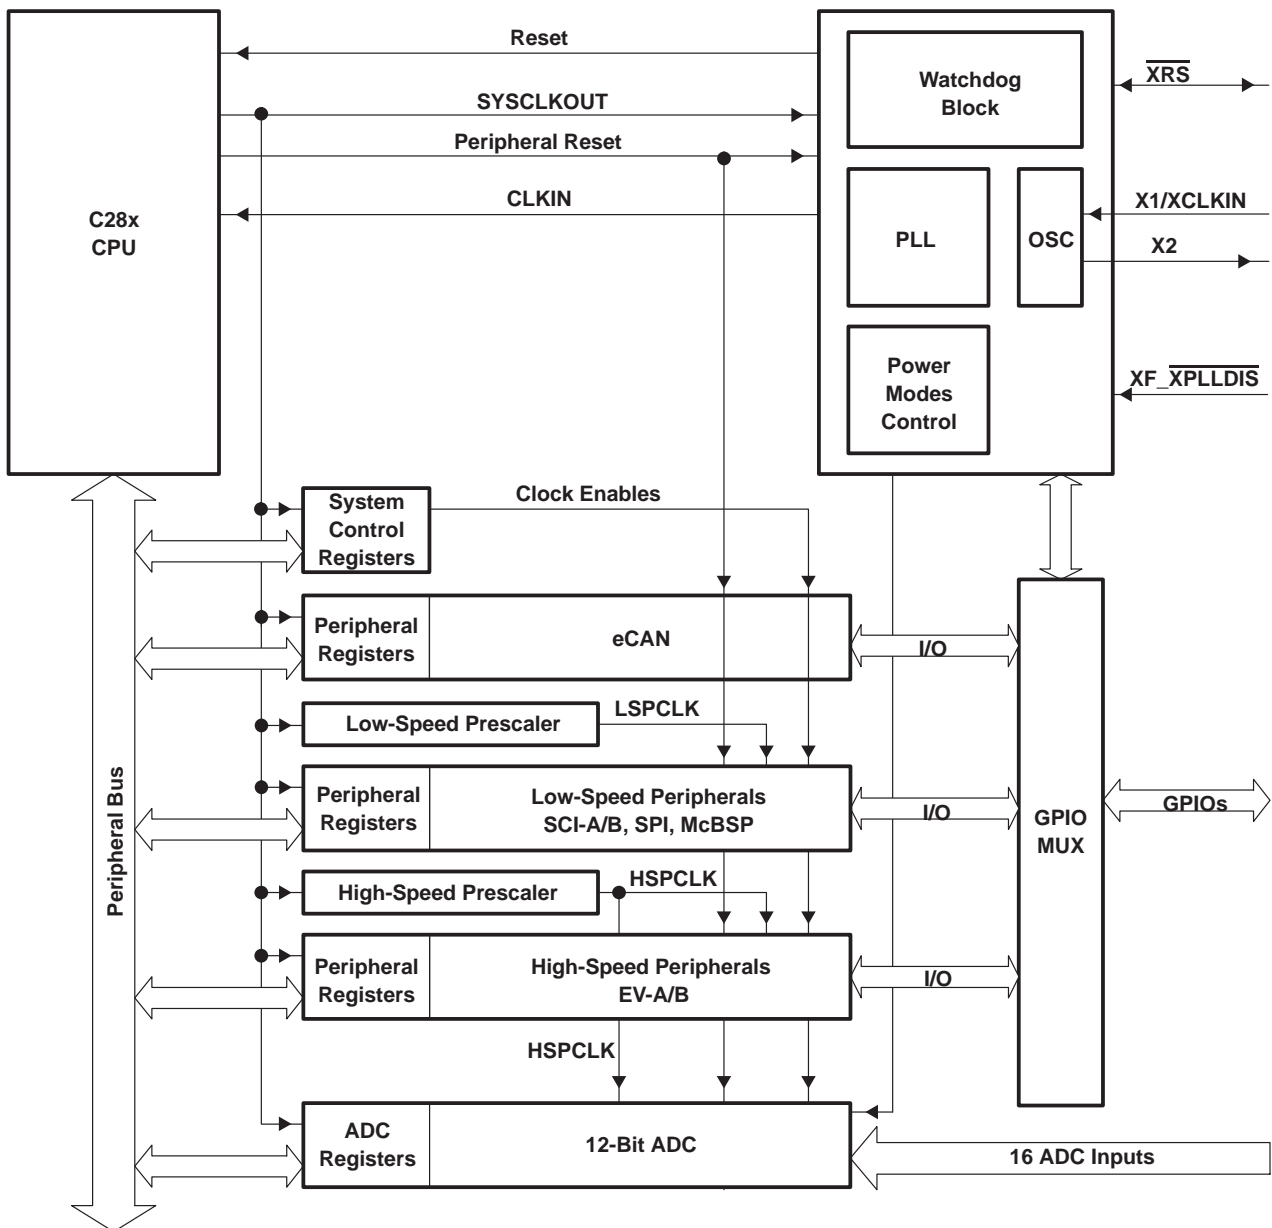 Reset
XRS
Watchdog
Block
SYSCLKOUT
Peripheral Reset
CLKIN
X1/XCLKIN
C28x
CPU
PLL
OSC
X2
Power
Modes
Control
XF_XPLLDIS
System
Control
Registers
Clock Enables
Peripheral
Registers
eCAN
I/O
Low-Speed Prescaler
LSPCLK
Peripheral
Registers
Low-Speed Peripherals
SCI-A/B, SPI, McBSP
I/O
Peripheral Bus
GPIO
MUX
GPIOs
High-Speed Prescaler
HSPCLK
Peripheral
Registers
High-Speed Peripherals
EV-A/B
I/O
HSPCLK
ADC
Registers
12-Bit ADC
16 ADC Inputs